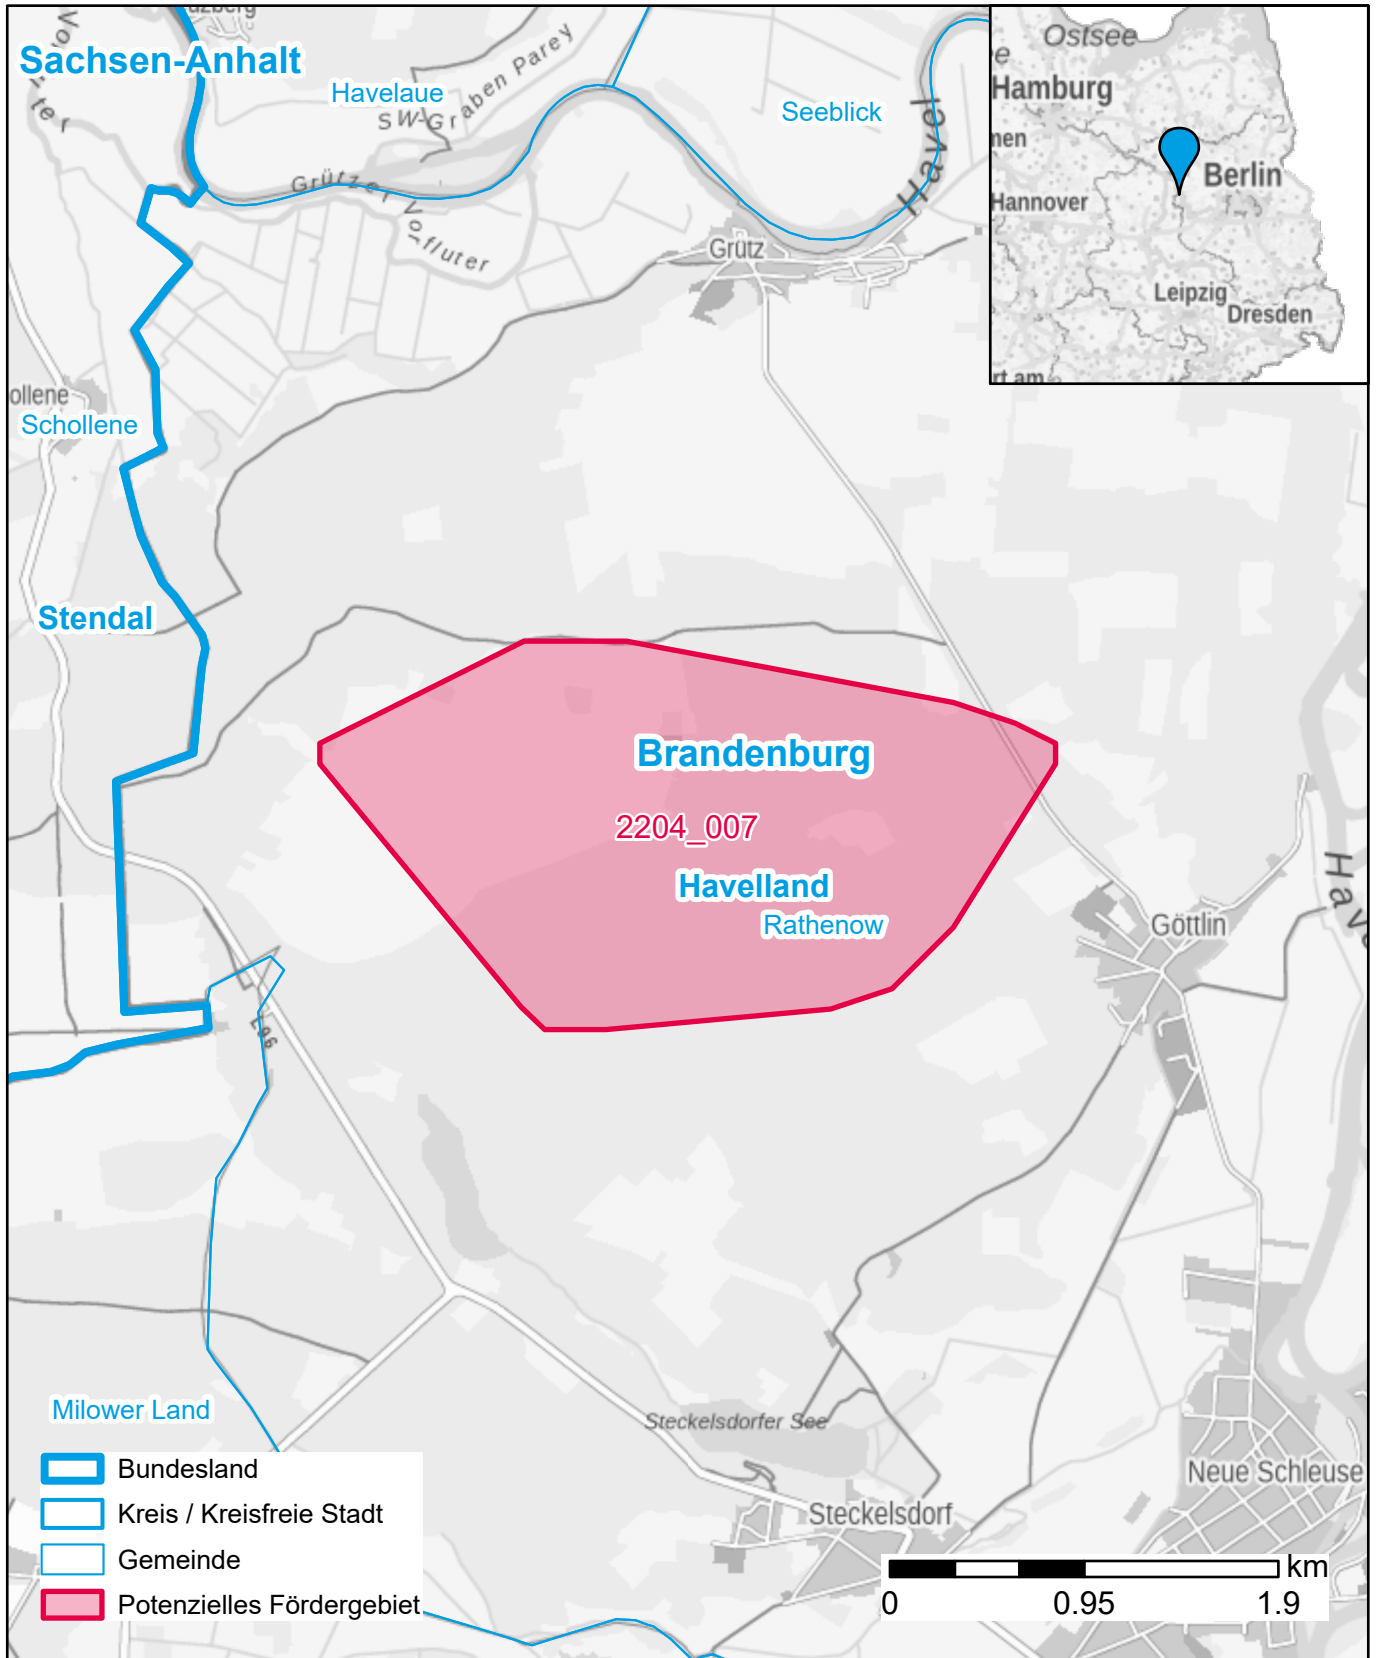 Sachsen-Anhalt
Havelaue
SW-Graben Parey
Seeblick
Havel
Grützer Vorfluter
Grütz
Ostsee
Hamburg
Berlin
Hannover
Leipzig
Dresden
Schollene
Stendal
Brandenburg
2204_007
Havelland
Rathenow
Göttlin
L96
Milower Land
Steckelsdorfer See
Steckelsdorf
Neue Schleuse
Bundesland
Kreis / Kreisfreie Stadt
Gemeinde
Potenzielles Fördergebiet
km
0 0.95 1.9